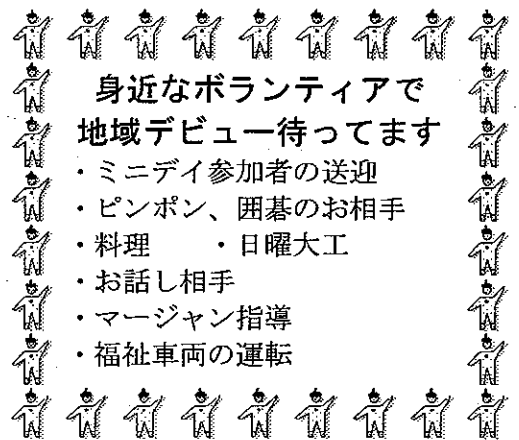 身近なボランティアで
地域デビュー待ってます
・ミニデイ参加者の送迎
・ピンポン、囲碁のお相手
・料理　　・日曜大工
・お話し相手
・マージャン指導
・福祉車両の運転